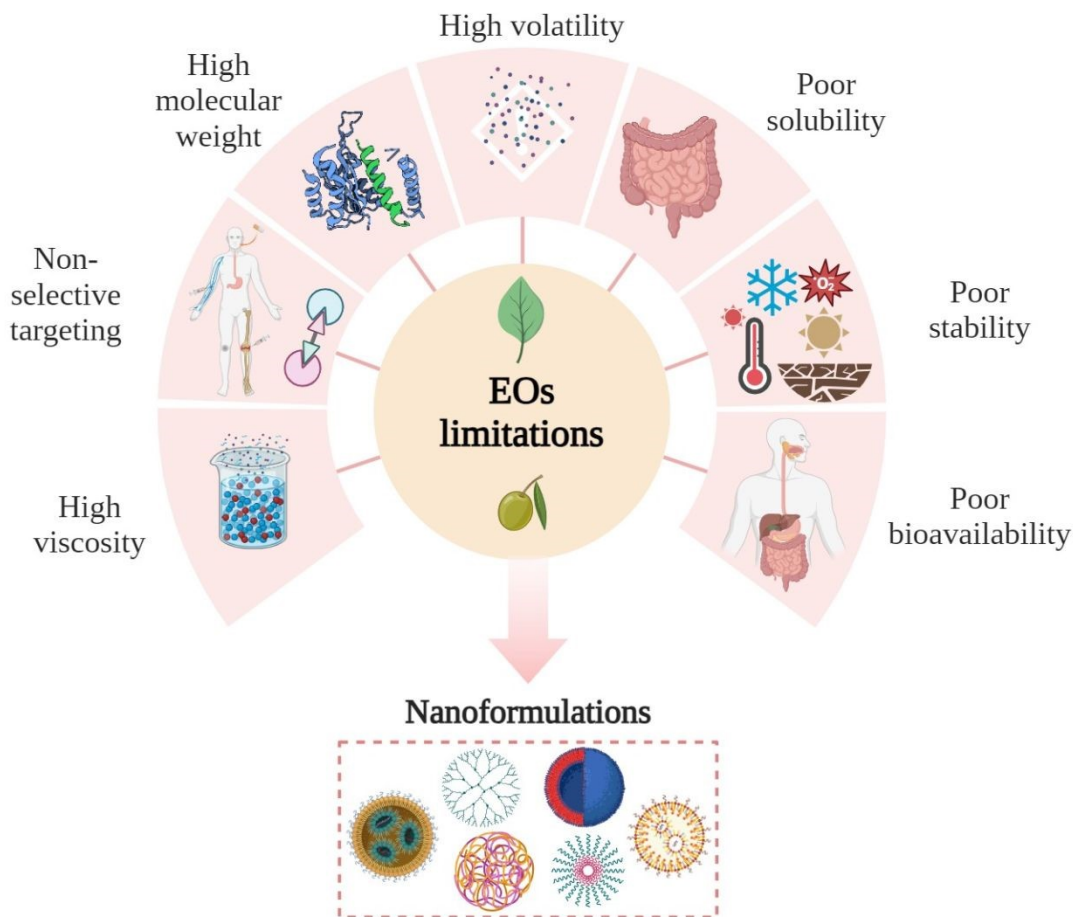 High volatility
High
molecular
weight
Poor
solubility
Non-
selective
targeting
Poor
stability
O2
EOs
limitations
High
viscosity
Poor
bioavailability
Nanoformulations